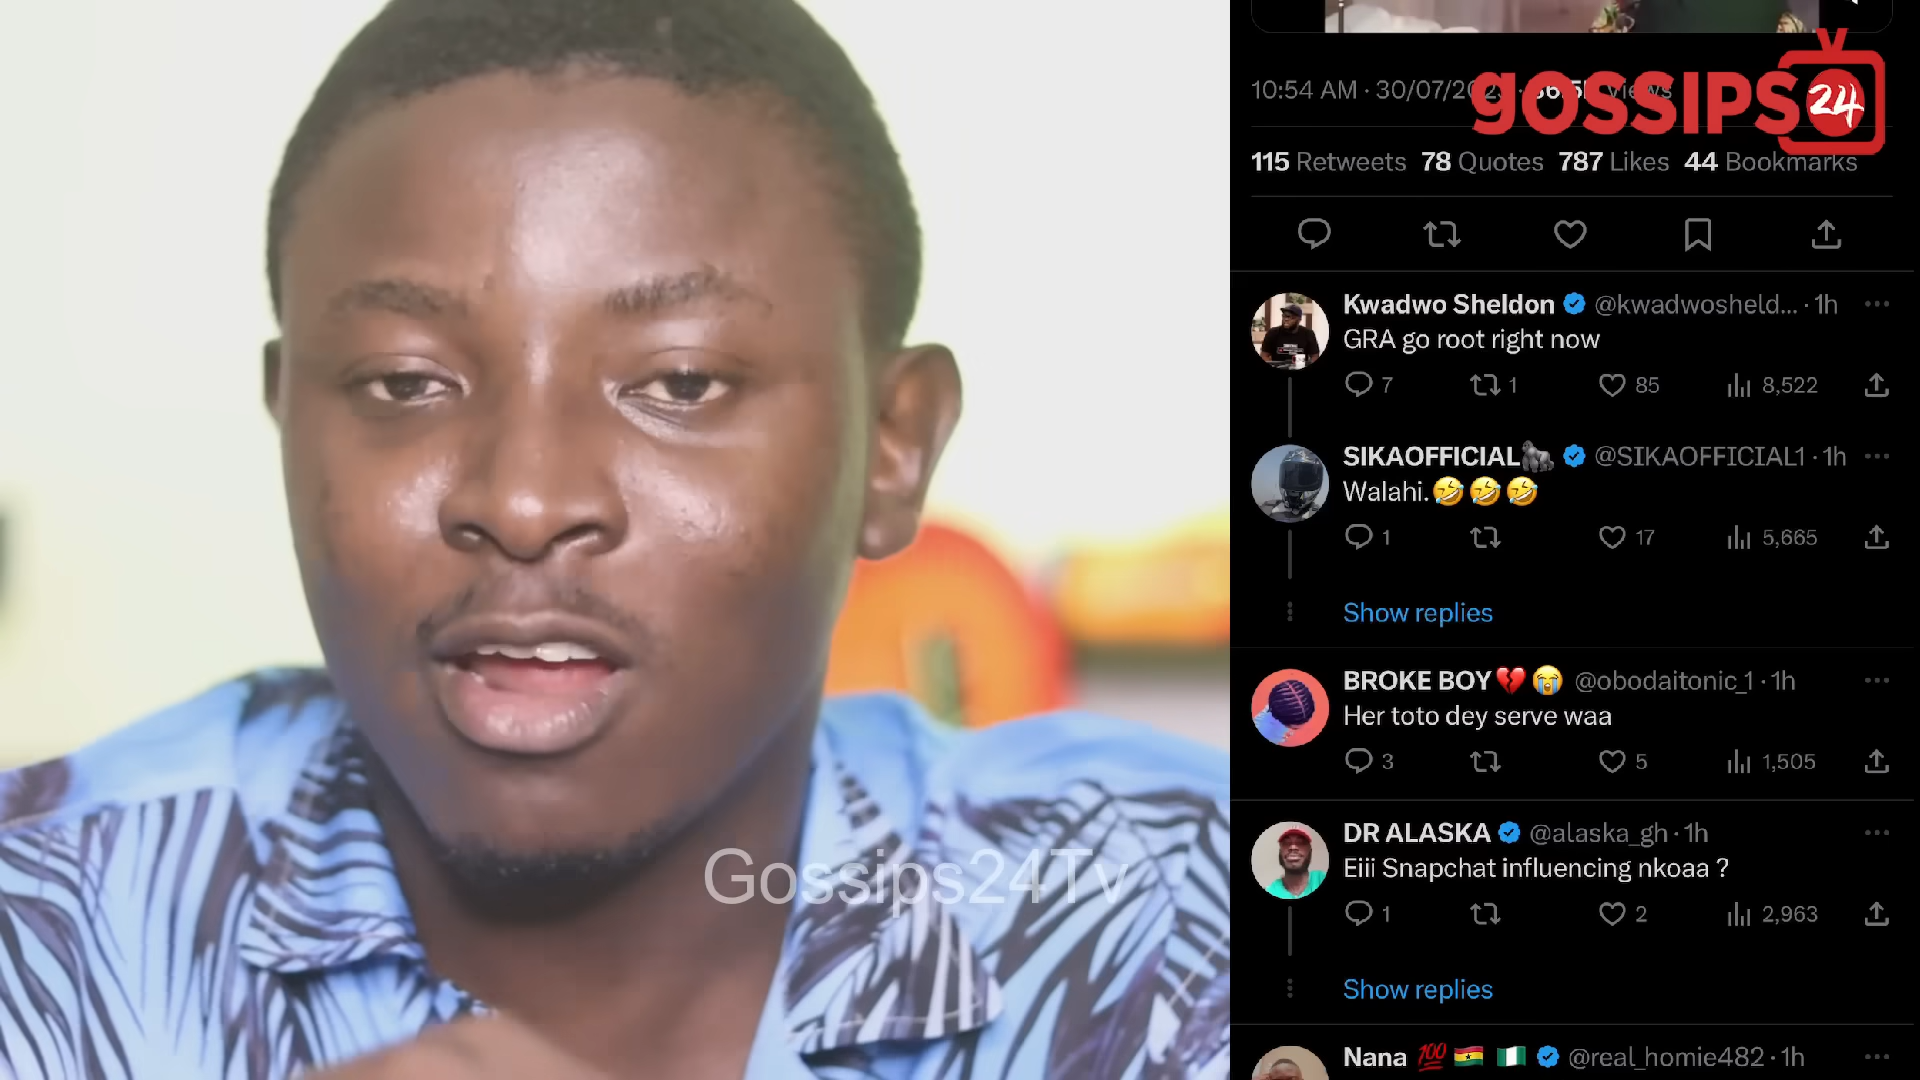 gOSSIPS 24
10:54 AM · 30/07/20
Views
115 Retweets 78 Quotes 787 Likes 44 Bookmarks
Kwadwo Sheldon @kwadwosheld... · 1h
GRA go root right now
7 1 85 8,522
SIKAOFFICIAL🦍 @SIKAOFFICIAL1 · 1h
Walahi.🤣🤣🤣
1 17 5,665
Show replies
BROKE BOY💔😭 @obodaitonic_1 · 1h
Her toto dey serve waa
3 5 1,505
DR ALASKA @alaska_gh · 1h
Eiii Snapchat influencing nkoaa ?
1 2 2,963
Show replies
Nana 💯🇬🇭 🇳🇬 @real_homie482 · 1h
Gossips24Tv